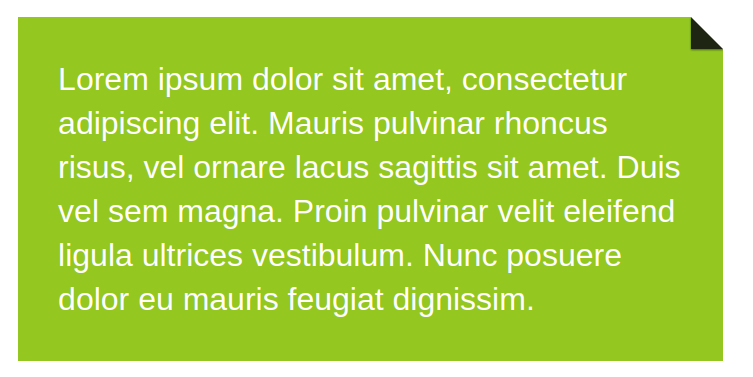 Lorem ipsum dolor sit amet, consectetur
adipiscing elit. Mauris pulvinar rhoncus
risus, vel ornare lacus sagittis sit amet. Duis
vel sem magna. Proin pulvinar velit eleifend
ligula ultrices vestibulum. Nunc posuere
dolor eu mauris feugiat dignissim.